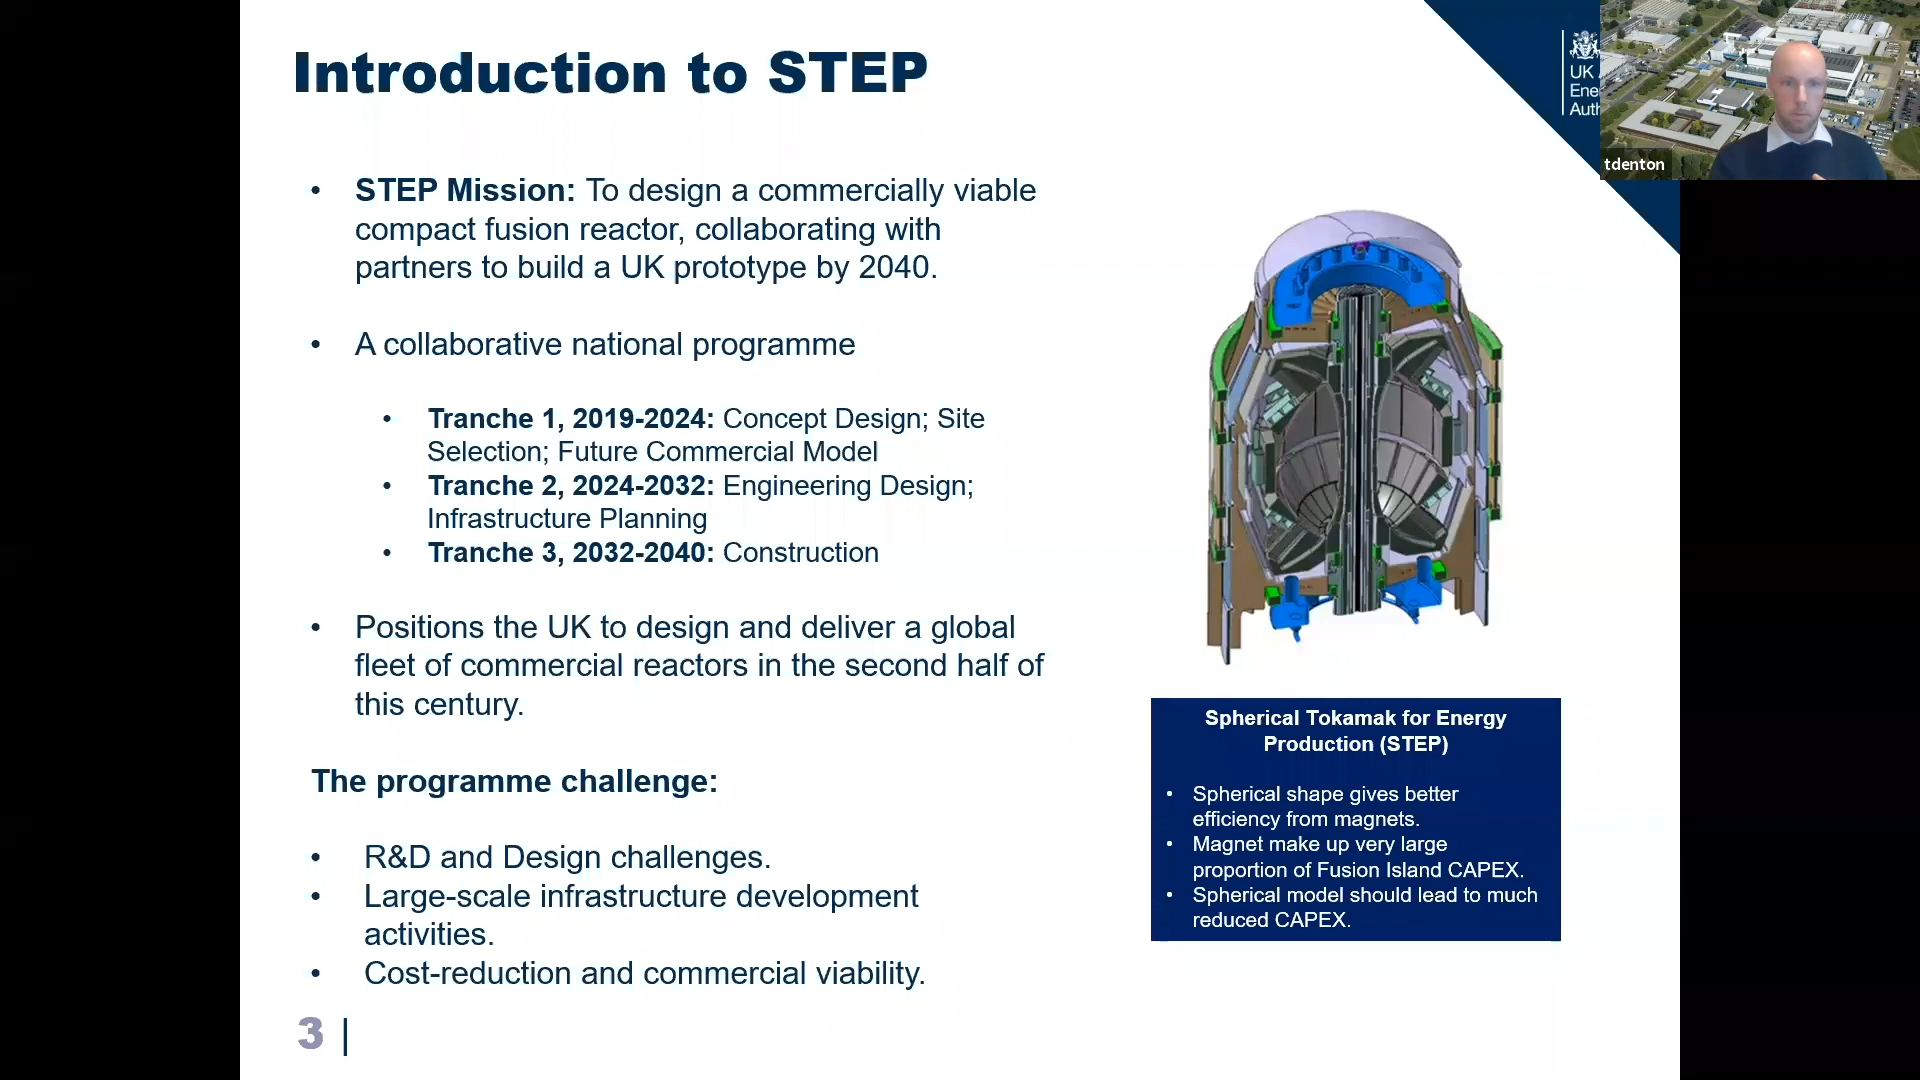 Introduction to STEP
• STEP Mission: To design a commercially viable
compact fusion reactor, collaborating with
partners to build a UK prototype by 2040.
• A collaborative national programme
• Tranche 1, 2019-2024: Concept Design; Site
Selection; Future Commercial Model
• Tranche 2, 2024-2032: Engineering Design;
Infrastructure Planning
• Tranche 3, 2032-2040: Construction
• Positions the UK to design and deliver a global
fleet of commercial reactors in the second half of
this century.
The programme challenge:
• R&D and Design challenges.
• Large-scale infrastructure development
activities.
• Cost-reduction and commercial viability.
3 |
Spherical Tokamak for Energy
Production (STEP)
• Spherical shape gives better
efficiency from magnets.
• Magnet make up very large
proportion of Fusion Island CAPEX.
• Spherical model should lead to much
reduced CAPEX.
UK
tdenton